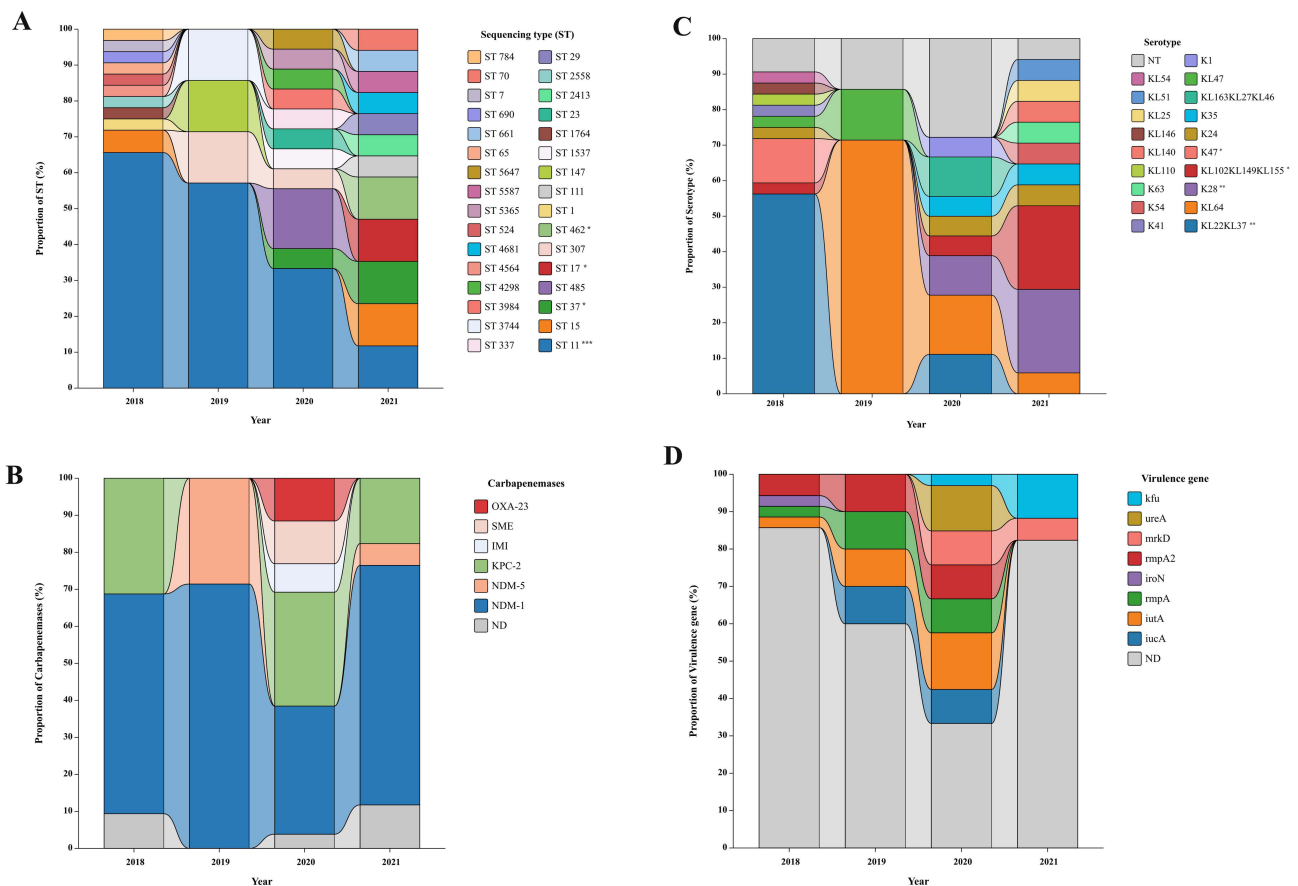 A
Proportion of ST (%)
100
90
80
70
60
50
40
30
20
10
0
2018
2019
2020
2021
Year
Sequencing type (ST)
ST 784
ST 29
ST 70
ST 2558
ST 7
ST 2413
ST 690
ST 23
ST 661
ST 1764
ST 65
ST 1537
ST 5647
ST 147
ST 5587
ST 111
ST 5365
ST 1
ST 524
ST 462 *
ST 4681
ST 307
ST 4564
ST 17 *
ST 4298
ST 485
ST 3984
ST 37 *
ST 3744
ST 15
ST 337
ST 11 ***
C
Proportion of Serotype (%)
100
90
80
70
60
50
40
30
20
10
0
2018
2019
2020
2021
Year
Serotype
NT
K1
KL54
KL47
KL51
KL163KL27KL46
KL25
K35
KL146
K24
KL140
K47 *
KL110
KL102KL149KL155 *
K63
K28 **
K54
KL64
K41
KL22KL37 **
B
Proportion of Carbapenemases (%)
100
90
80
70
60
50
40
30
20
10
0
2018
2019
2020
2021
Year
Carbapenemases
OXA-23
SME
IMI
KPC-2
NDM-5
NDM-1
ND
D
Proportion of Virulence gene (%)
100
90
80
70
60
50
40
30
20
10
0
2018
2019
2020
2021
Year
Virulence gene
kfu
ureA
mrkD
rmpA2
iroN
rmpA
iutA
iucA
ND